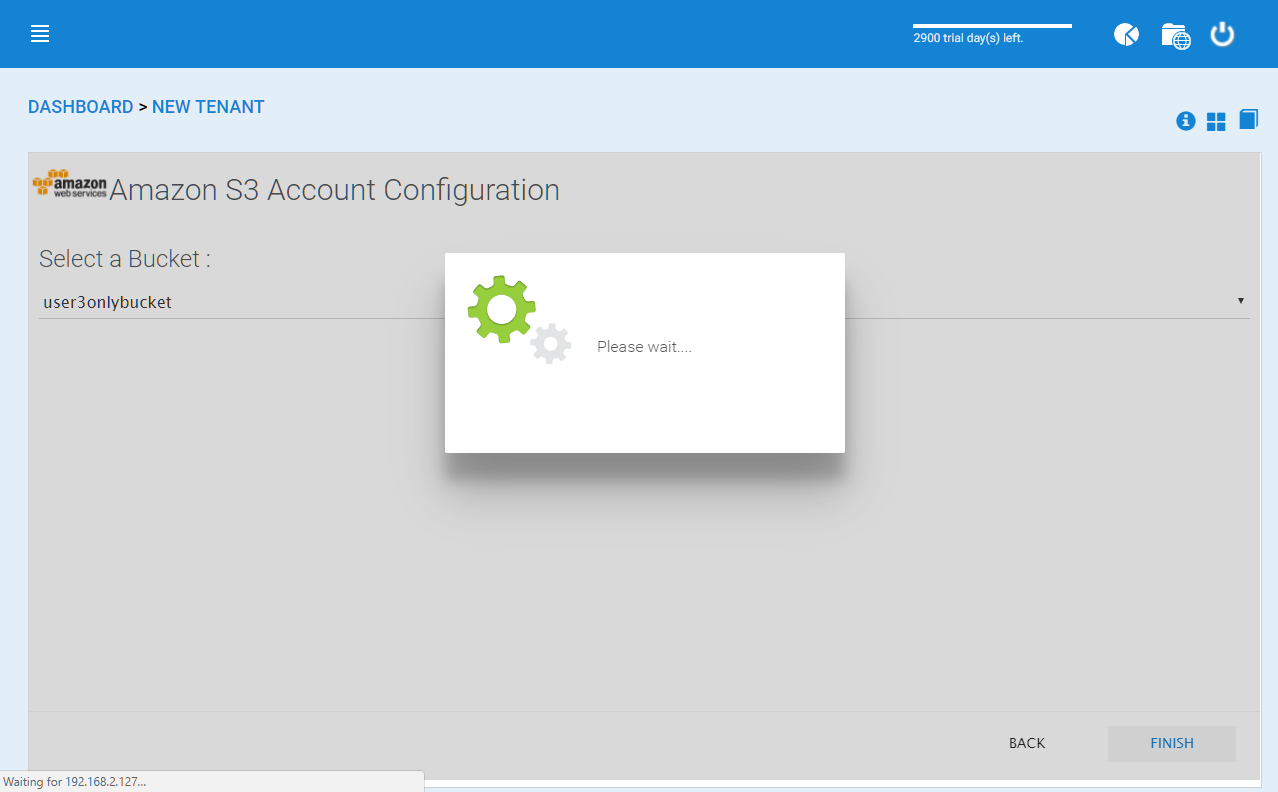 2900 trial day(s) left.
DASHBOARD > NEW TENANT
amazon
web services
Amazon S3 Account Configuration
Select a Bucket :
user3onlybucket
Please wait....
BACK
FINISH
Waiting for 192.168.2.127...